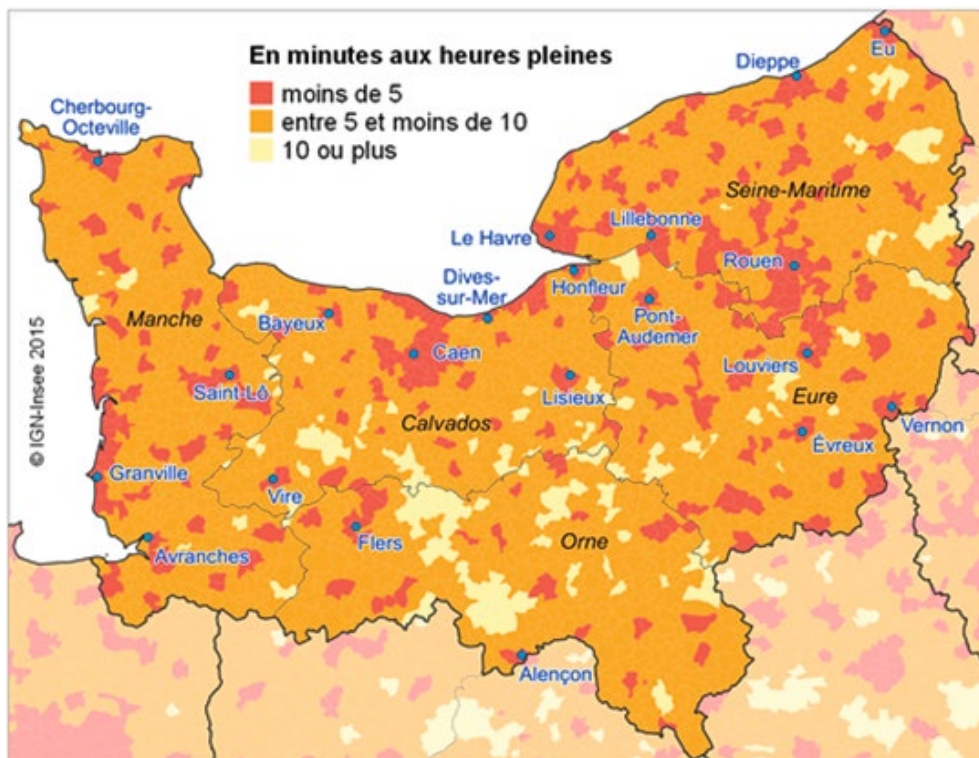 En minutes aux heures pleines
moins de 5
entre 5 et moins de 10
10 ou plus
Eu
Dieppe
Cherbourg-
Octeville
Seine-Maritime
Lillebonne
Le Havre
Rouen
Dives-
sur-Mer
Honfleur
Manche
Bayeux
Pont-
Audemer
Caen
Louviers
Saint-Lô
Lisieux
Eure
Calvados
Vernon
Évreux
Granville
Vire
Flers
Orne
Avranches
Alençon
© IGN-Insee 2015